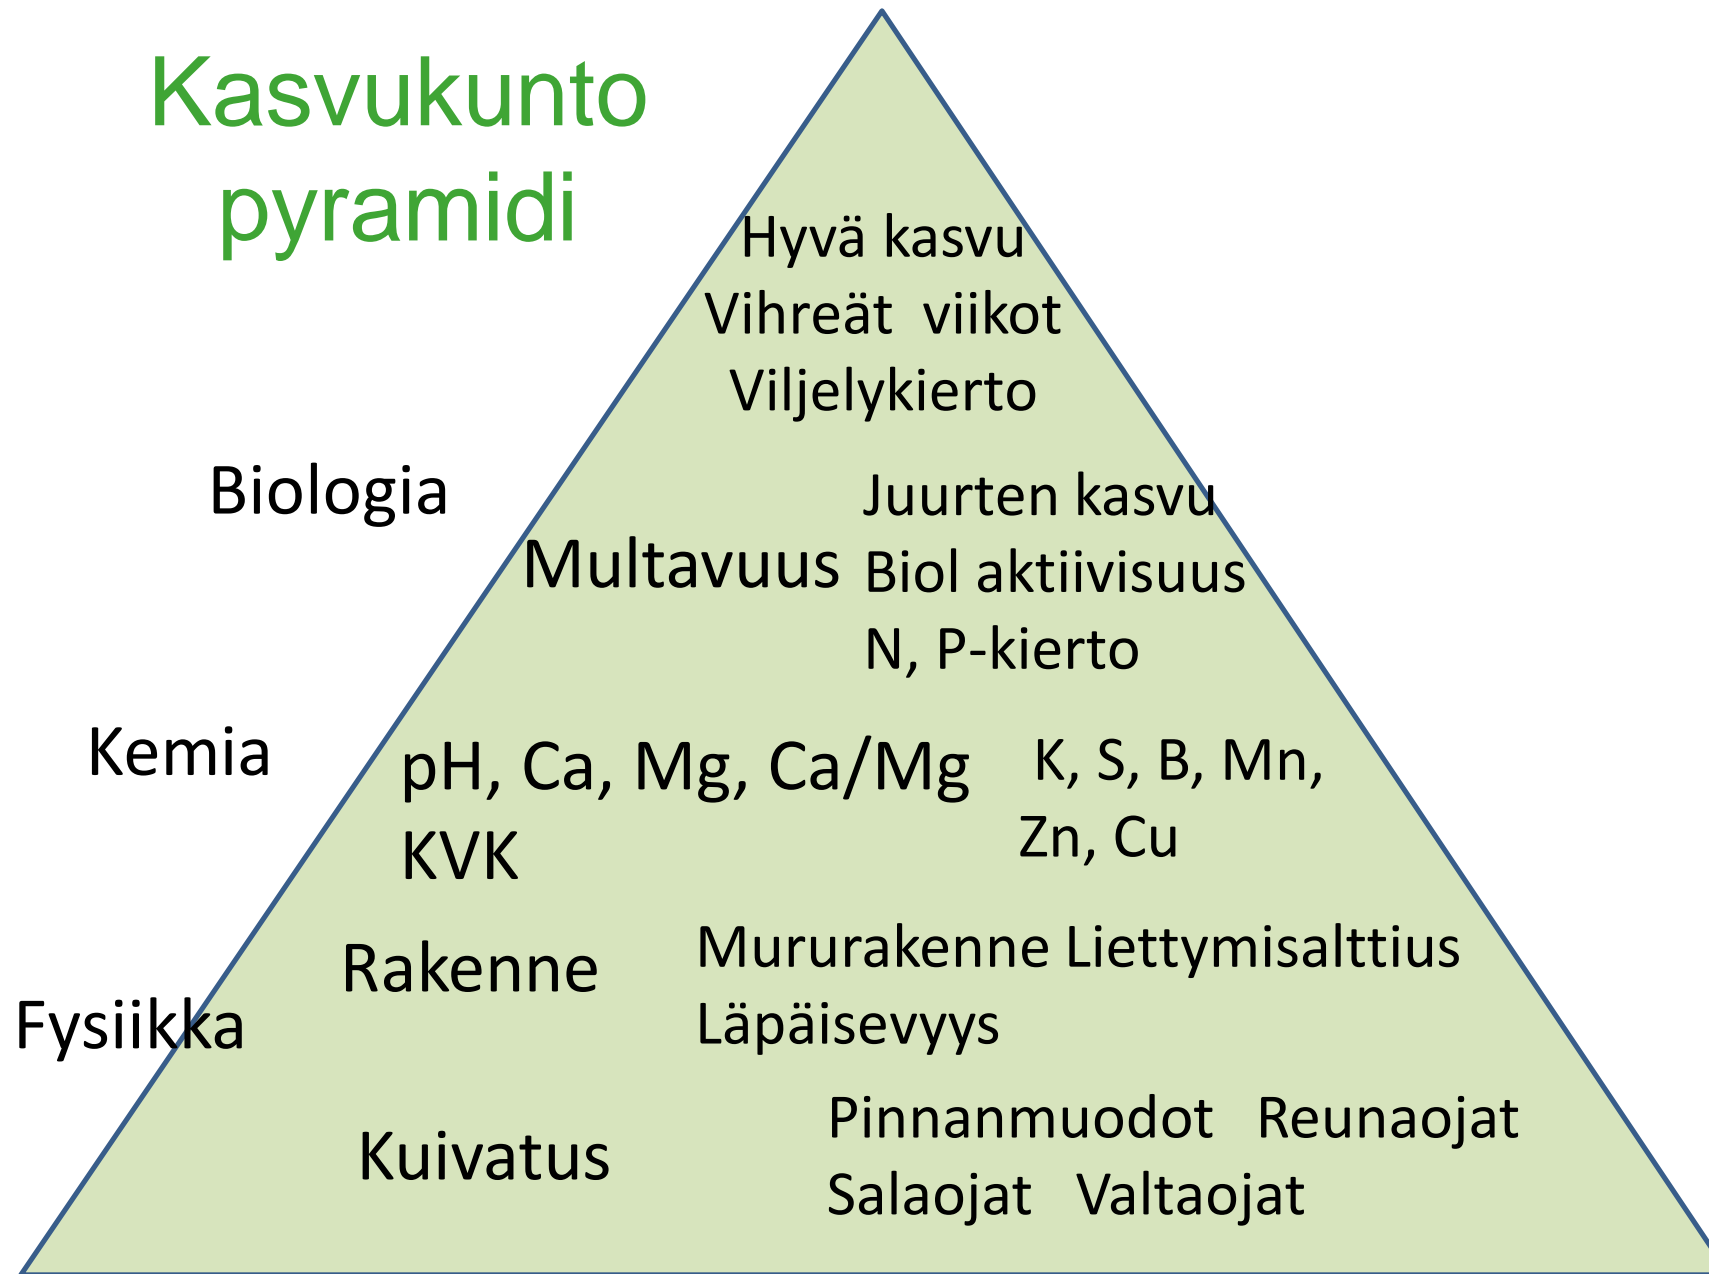 Kasvukunto
pyramidi
Hyvä kasvu
Vihreät viikot
Viljelykierto
Biologia
Multavuus
Juurten kasvu
Biol aktiivisuus
N, P-kierto
Kemia
pH, Ca, Mg, Ca/Mg
KVK
K, S, B, Mn,
Zn, Cu
Fysiikka
Rakenne
Mururakenne Liettymisalttius
Läpäisevyys
Kuivatus
Pinnanmuodot Reunaojat
Salaojat Valtaojat